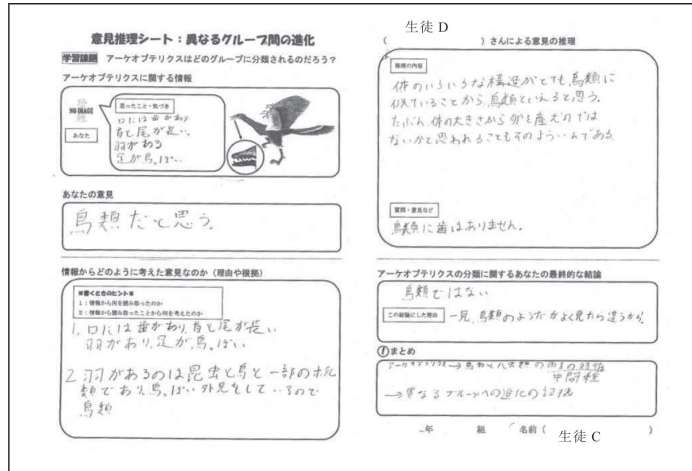 意見推理シート：異なるグループ間の進化
学習課題 アーケオプテリクスはどのグループに分類されるのだろう？
アーケオプテリクスに関する情報
NO IMAGE
あなた
思ったこと・気づき
口には歯があり
首と尾が長い。
羽がある
足が鳥っぽい
あなたの意見
鳥類だと思う。
情報からどのように考えた意見なのか（理由や根拠）
※書くときのヒント※
1：情報から何を読み取ったのか
2：情報から読み取ったことから何を考えたのか
1. 口には歯があり、首と尾が長い
羽があり、足が鳥っぽい
2 羽があるのは昆虫と鳥と一部のホ乳
類であり、鳥っぽい外見をしているので
鳥類
生徒 D
（ ）さんによる意見の推理
推理の内容
体のいろいろな構造がとても鳥類に
似ていることから、鳥類といえると思う。
ただし、体の大きさから卵を産むのでは
ないかと思われることもそのよういんである。
質問・意見など
鳥類に歯はありません。
アーケオプテリクスの分類に関するあなたの最終的な結論
鳥類ではない
この結論にした理由
一見、鳥類のようだがよく見たら違うから。
①まとめ
アーケオプテリクス→鳥類とハ虫類の
中間種
→異なるグループへの進化の証拠
年 組 名前（ 生徒 C ）